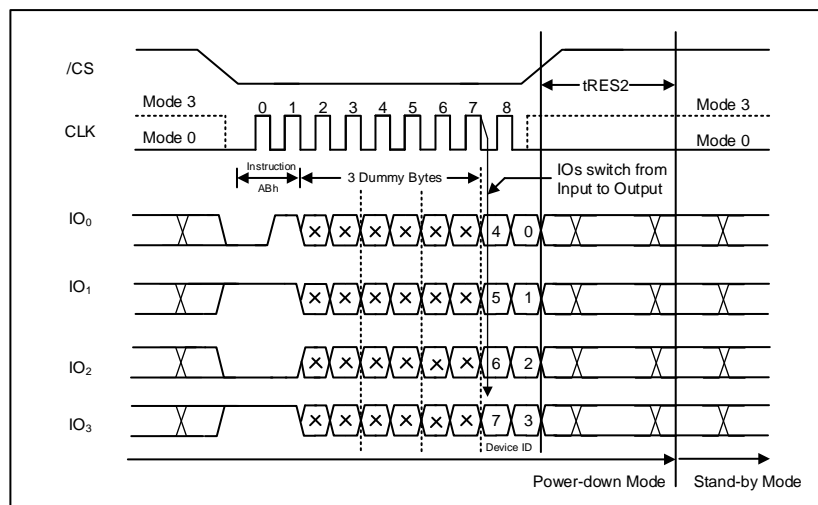 /CS
tRES2
Mode 3 0 1 2 3 4 5 6 7 8 Mode 3
CLK
Mode 0 Mode 0
Instruction
ABh
3 Dummy Bytes
IOs switch from
Input to Output
IO0 × × × × × × 4 0
IO1 × × × × × × 5 1
IO2 × × × × × × 6 2
IO3 × × × × × × 7 3
Device ID
Power-down Mode Stand-by Mode